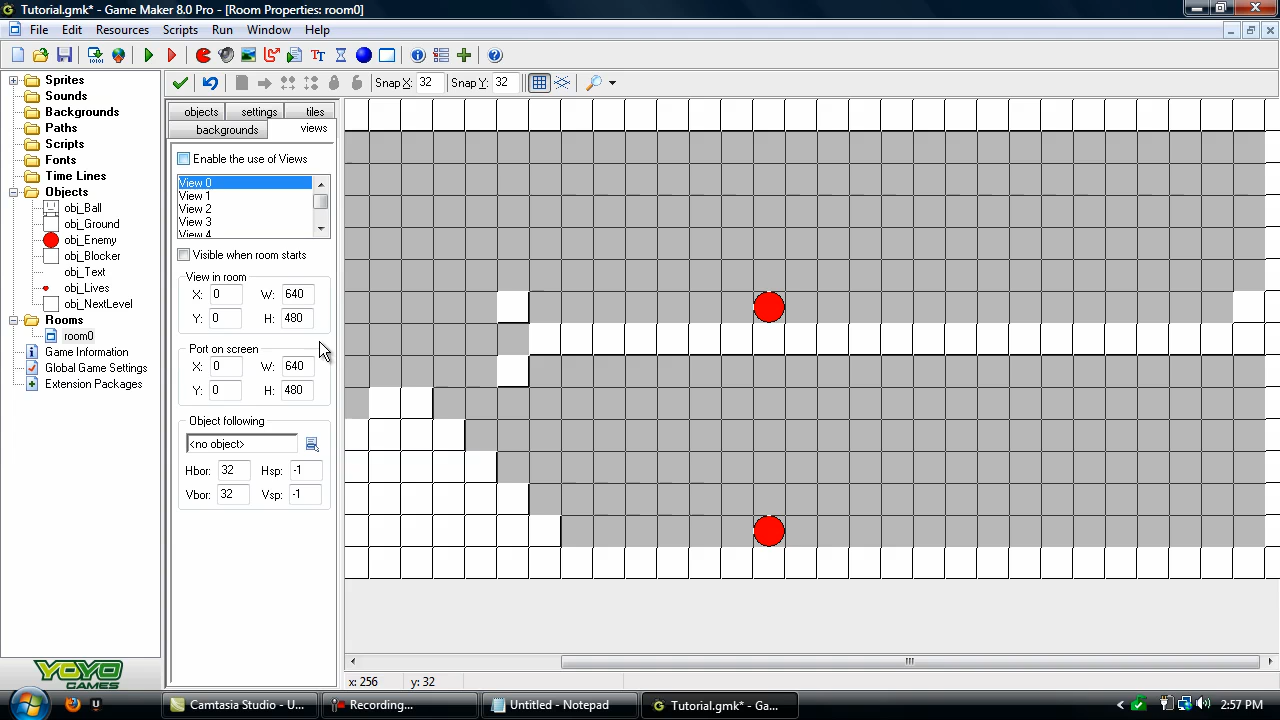 Tutorial.gmk* - Game Maker 8.0 Pro - [Room Properties: room0]
File Edit Resources Scripts Run Window Help
Snap X: 32 Snap Y: 32
Sprites
Sounds
Backgrounds
Paths
Scripts
Fonts
Time Lines
Objects
obj_Ball
obj_Ground
obj_Enemy
obj_Blocker
obj_Text
obj_Lives
obj_NextLevel
Rooms
room0
Game Information
Global Game Settings
Extension Packages
YOYO
GAMES
objects settings tiles
backgrounds views
Enable the use of Views
View 0
View 1
View 2
View 3
View 4
Visible when room starts
View in room
X: 0 W: 640
Y: 0 H: 480
Port on screen
X: 0 W: 640
Y: 0 H: 480
Object following
<no object>
Hbor: 32 Hsp: -1
Vbor: 32 Vsp: -1
x: 256 y: 32
Camtasia Studio - U... Recording... Untitled - Notepad Tutorial.gmk* - Ga... 2:57 PM